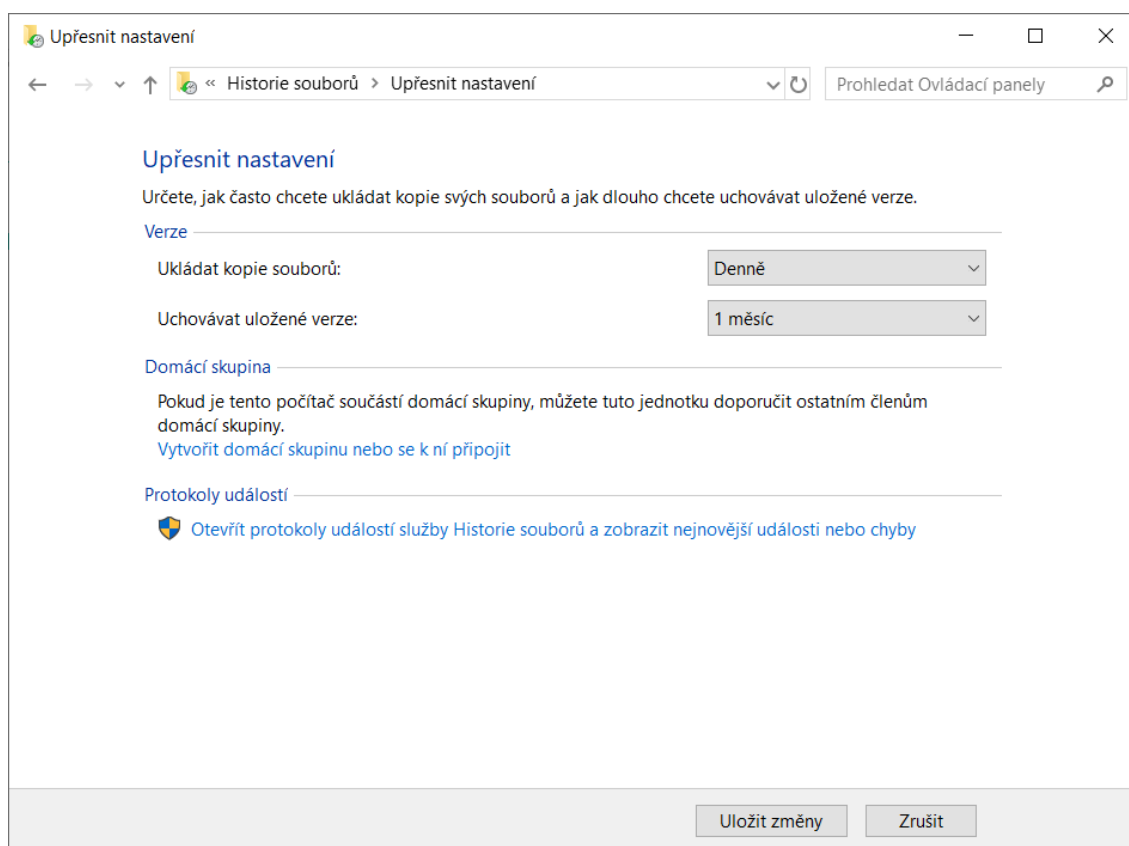 Upřesnit nastavení
« Historie souborů > Upřesnit nastavení
Prohledat Ovládací panely
Upřesnit nastavení
Určete, jak často chcete ukládat kopie svých souborů a jak dlouho chcete uchovávat uložené verze.
Verze
Ukládat kopie souborů: Denně
Uchovávat uložené verze: 1 měsíc
Domácí skupina
Pokud je tento počítač součástí domácí skupiny, můžete tuto jednotku doporučit ostatním členům
domácí skupiny.
Vytvořit domácí skupinu nebo se k ní připojit
Protokoly událostí
Otevřít protokoly událostí služby Historie souborů a zobrazit nejnovější události nebo chyby
Uložit změny Zrušit